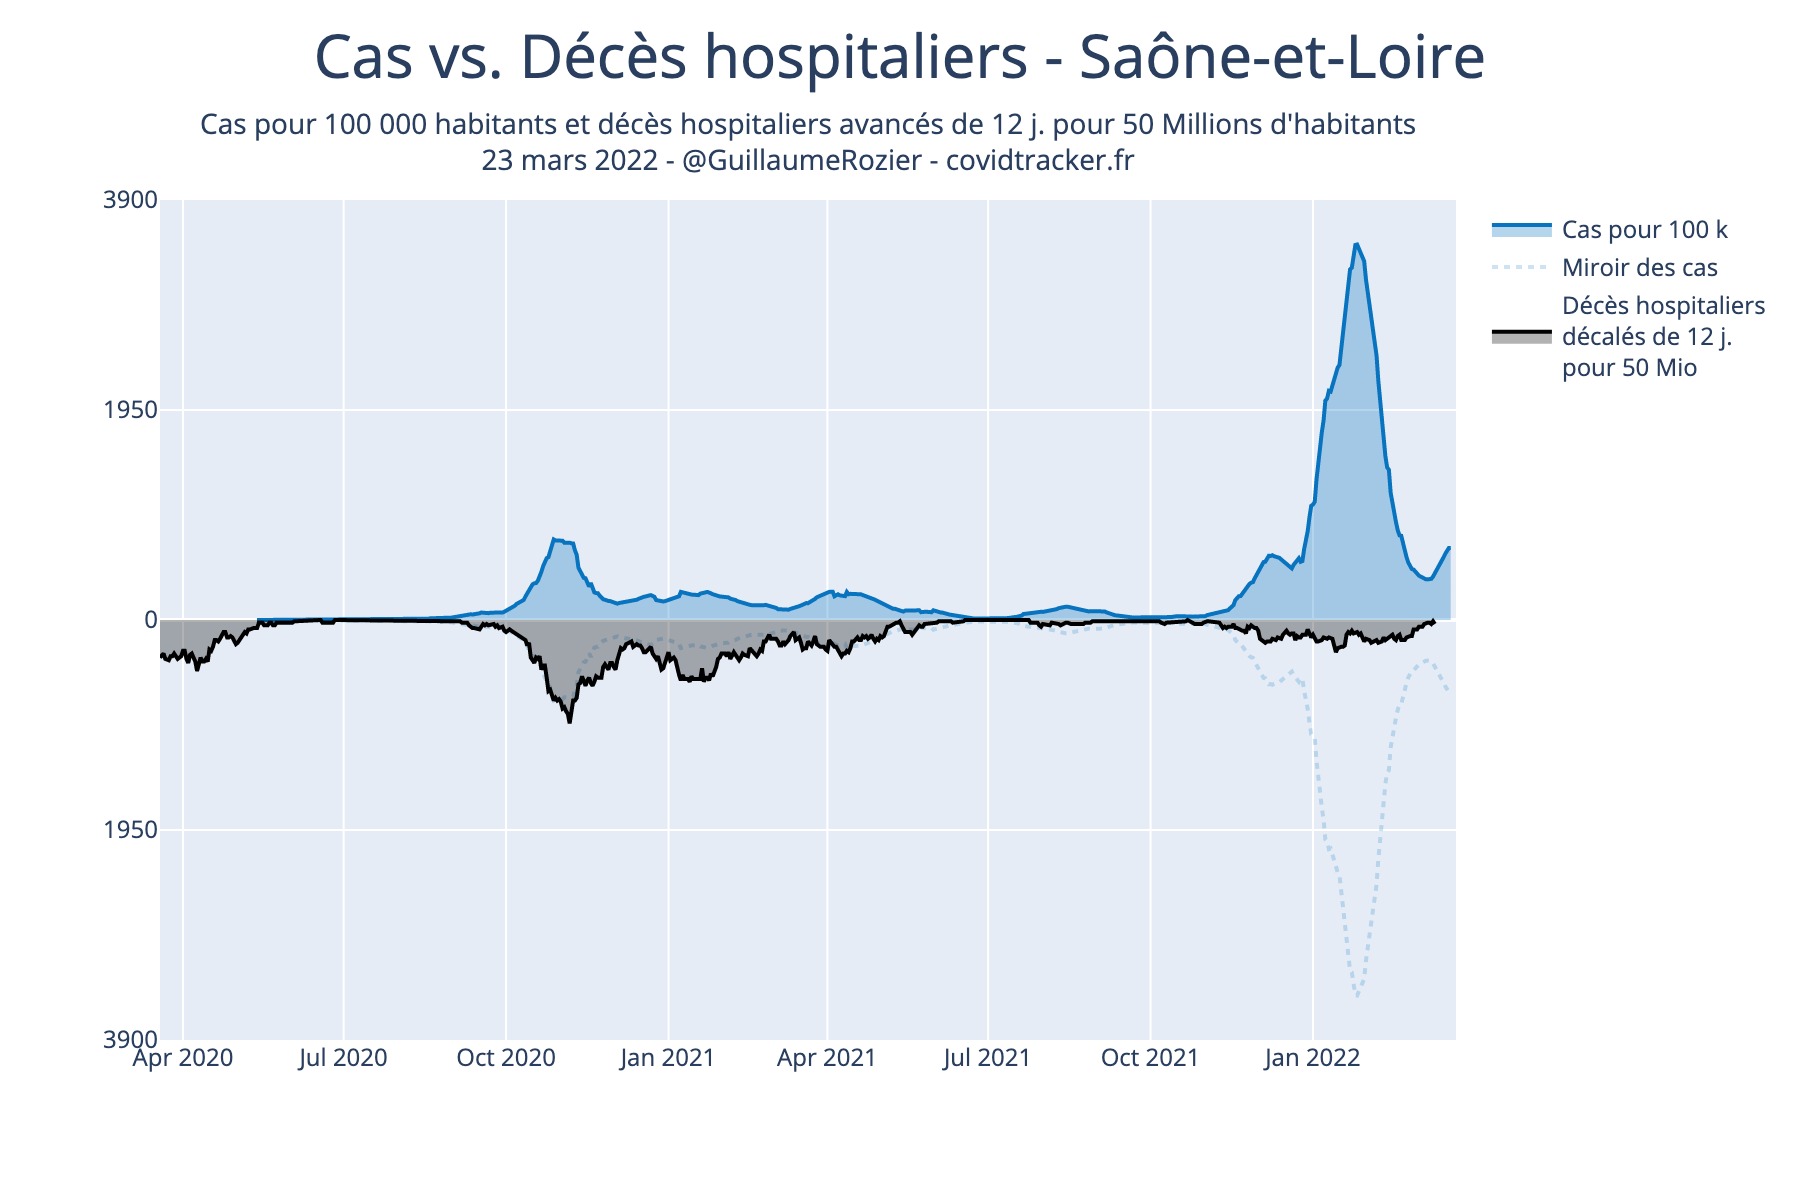 Cas vs. Décès hospitaliers - Saône-et-Loire
Cas pour 100 000 habitants et décès hospitaliers avancés de 12 j. pour 50 Millions d'habitants
23 mars 2022 - @GuillaumeRozier - covidtracker.fr
3900
1950
0
1950
3900
Apr 2020
Jul 2020
Oct 2020
Jan 2021
Apr 2021
Jul 2021
Oct 2021
Jan 2022
Cas pour 100 k
Miroir des cas
Décès hospitaliers
décalés de 12 j.
pour 50 Mio